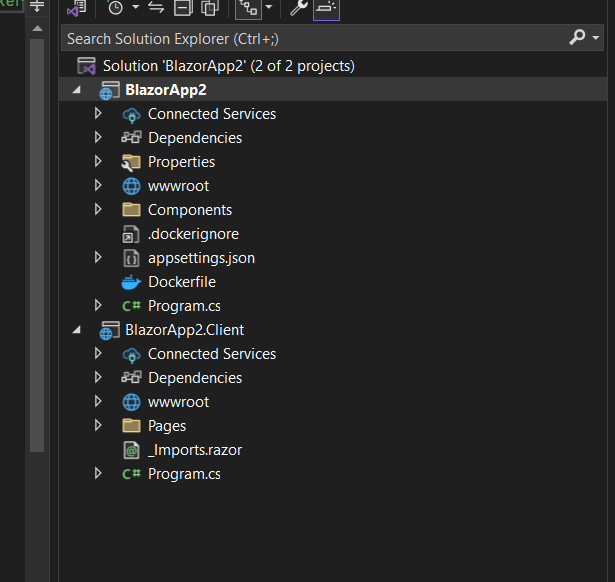 Search Solution Explorer (Ctrl+;)
Solution 'BlazorApp2' (2 of 2 projects)
BlazorApp2
Connected Services
Dependencies
Properties
wwwroot
Components
.dockerignore
appsettings.json
Dockerfile
C# Program.cs
BlazorApp2.Client
Connected Services
Dependencies
wwwroot
Pages
@ _Imports.razor
C# Program.cs